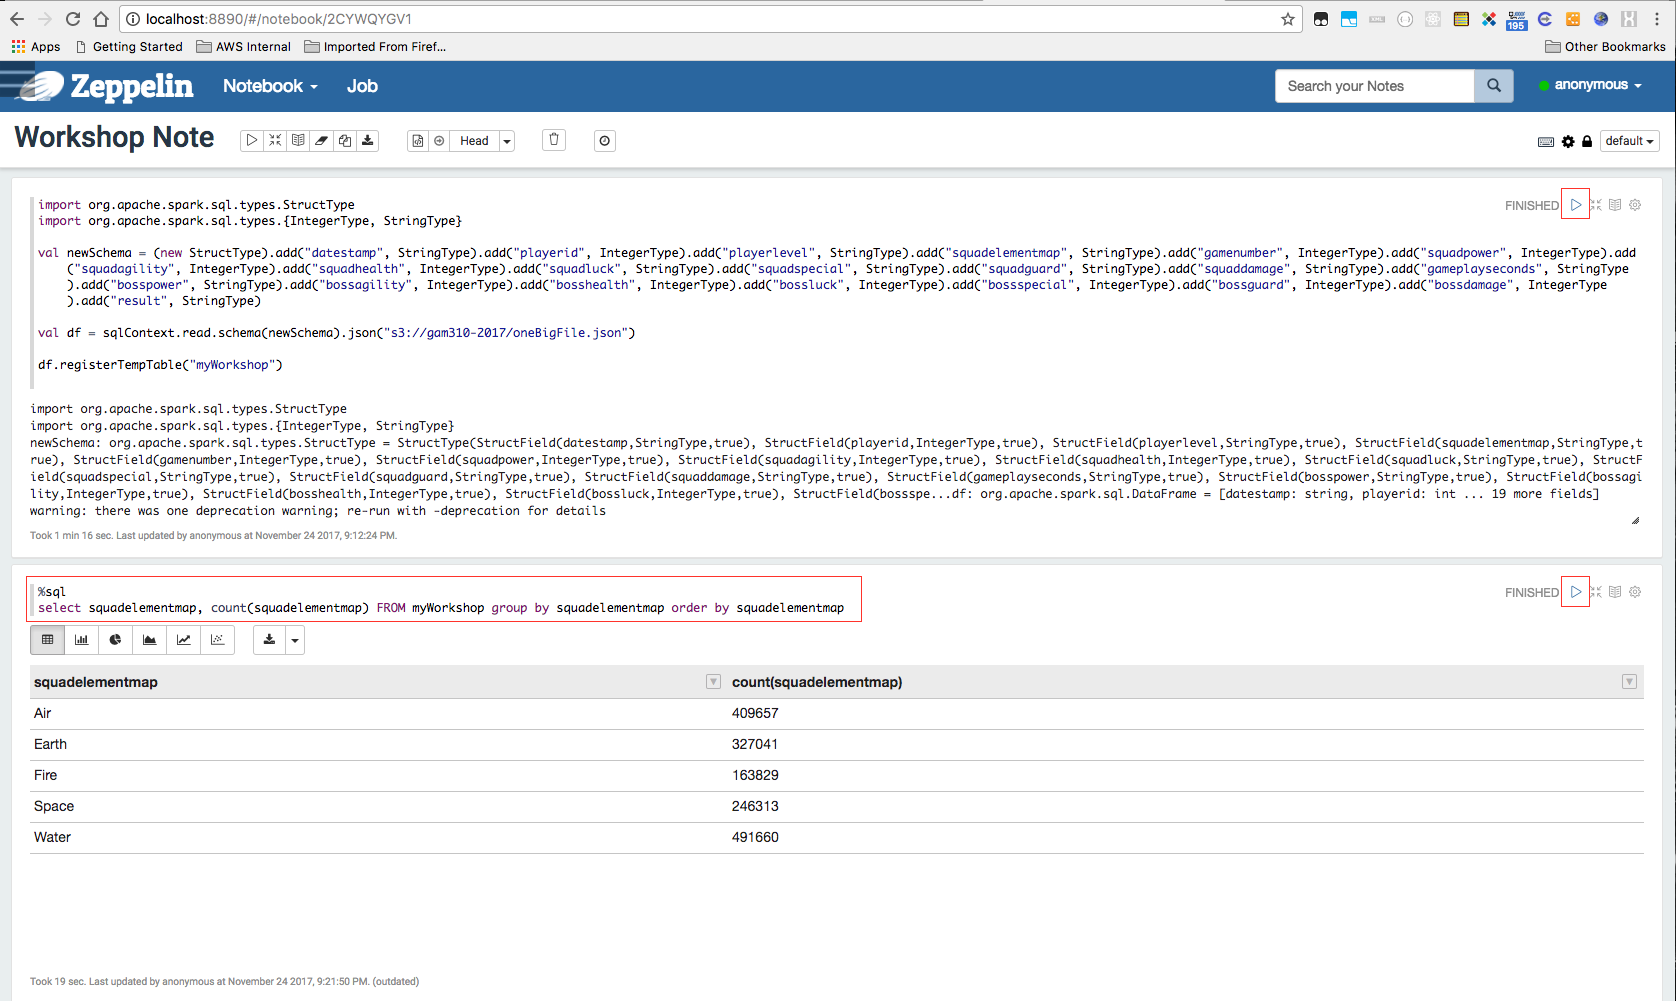 localhost:8890/#/notebook/2CYWQYGV1
195
Apps Getting Started AWS Internal Imported From Firef... Other Bookmarks
Zeppelin Notebook Job Search your Notes anonymous
Workshop Note Head default
FINISHED
import org.apache.spark.sql.types.StructType
import org.apache.spark.sql.types.{IntegerType, StringType}
val newSchema = (new StructType).add("datestamp", StringType).add("playerid", IntegerType).add("playerlevel", StringType).add("squadelementmap", StringType).add("gamenumber", IntegerType).add("squadpower", IntegerType).add
("squadagility", IntegerType).add("squadhealth", IntegerType).add("squadluck", StringType).add("squadspecial", StringType).add("squadguard", StringType).add("squaddamage", StringType).add("gameplayseconds", StringType
).add("bosspower", StringType).add("bossagility", IntegerType).add("bosshealth", IntegerType).add("bossluck", IntegerType).add("bossspecial", IntegerType).add("bossguard", IntegerType).add("bossdamage", IntegerType
).add("result", StringType)
val df = sqlContext.read.schema(newSchema).json("s3://gam310-2017/oneBigFile.json")
df.registerTempTable("myWorkshop")
import org.apache.spark.sql.types.StructType
import org.apache.spark.sql.types.{IntegerType, StringType}
newSchema: org.apache.spark.sql.types.StructType = StructType(StructField(datestamp,StringType,true), StructField(playerid,IntegerType,true), StructField(playerlevel,StringType,true), StructField(squadelementmap,StringType,t
rue), StructField(gamenumber,IntegerType,true), StructField(squadpower,IntegerType,true), StructField(squadagility,IntegerType,true), StructField(squadhealth,IntegerType,true), StructField(squadluck,StringType,true), StructF
ield(squadspecial,StringType,true), StructField(squadguard,StringType,true), StructField(squaddamage,StringType,true), StructField(gameplayseconds,StringType,true), StructField(bosspower,StringType,true), StructField(bossagi
lity,IntegerType,true), StructField(bosshealth,IntegerType,true), StructField(bossluck,IntegerType,true), StructField(bossspe...df: org.apache.spark.sql.DataFrame = [datestamp: string, playerid: int ... 19 more fields]
warning: there was one deprecation warning; re-run with -deprecation for details
Took 1 min 16 sec. Last updated by anonymous at November 24 2017, 9:12:24 PM.
FINISHED
%sql
select squadelementmap, count(squadelementmap) FROM myWorkshop group by squadelementmap order by squadelementmap
squadelementmap count(squadelementmap)
Air 409657
Earth 327041
Fire 163829
Space 246313
Water 491660
Took 19 sec. Last updated by anonymous at November 24 2017, 9:21:50 PM. (outdated)